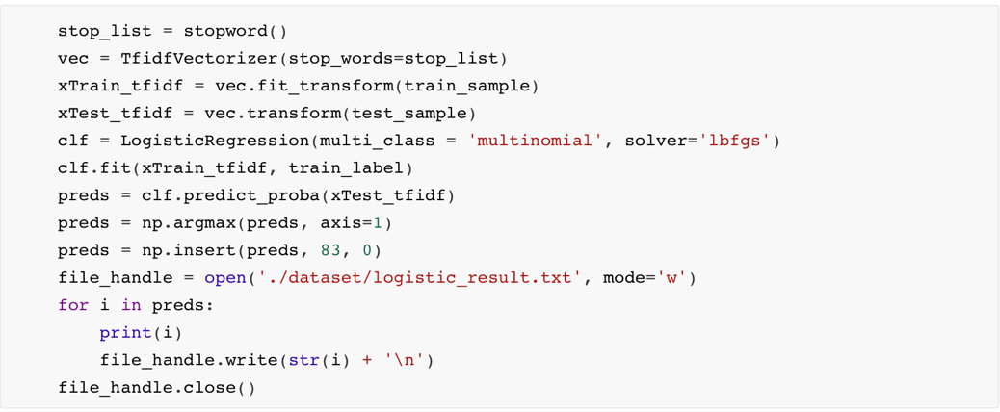 stop_list = stopword()
vec = TfidfVectorizer(stop_words=stop_list)
xTrain_tfidf = vec.fit_transform(train_sample)
xTest_tfidf = vec.transform(test_sample)
clf = LogisticRegression(multi_class = 'multinomial', solver='lbfgs')
clf.fit(xTrain_tfidf, train_label)
preds = clf.predict_proba(xTest_tfidf)
preds = np.argmax(preds, axis=1)
preds = np.insert(preds, 83, 0)
file_handle = open('./dataset/logistic_result.txt', mode='w')
for i in preds:
    print(i)
    file_handle.write(str(i) + '\n')
file_handle.close()